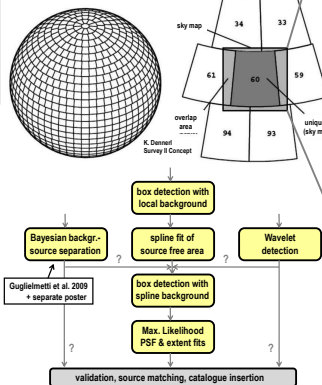 34
33
sky map
61
60
59
overlap
area
unique
(sky m
94
93
K. Dennerl
Survey II Concept
box detection with
local background
Bayesian backgr.-
source separation
spline fit of
source free area
Wavelet
detection
?
?
Guglielmetti et al. 2009
+ separate poster
box detection with
spline background
Max. Likelihood
PSF & extent fits
?
?
validation, source matching, catalogue insertion